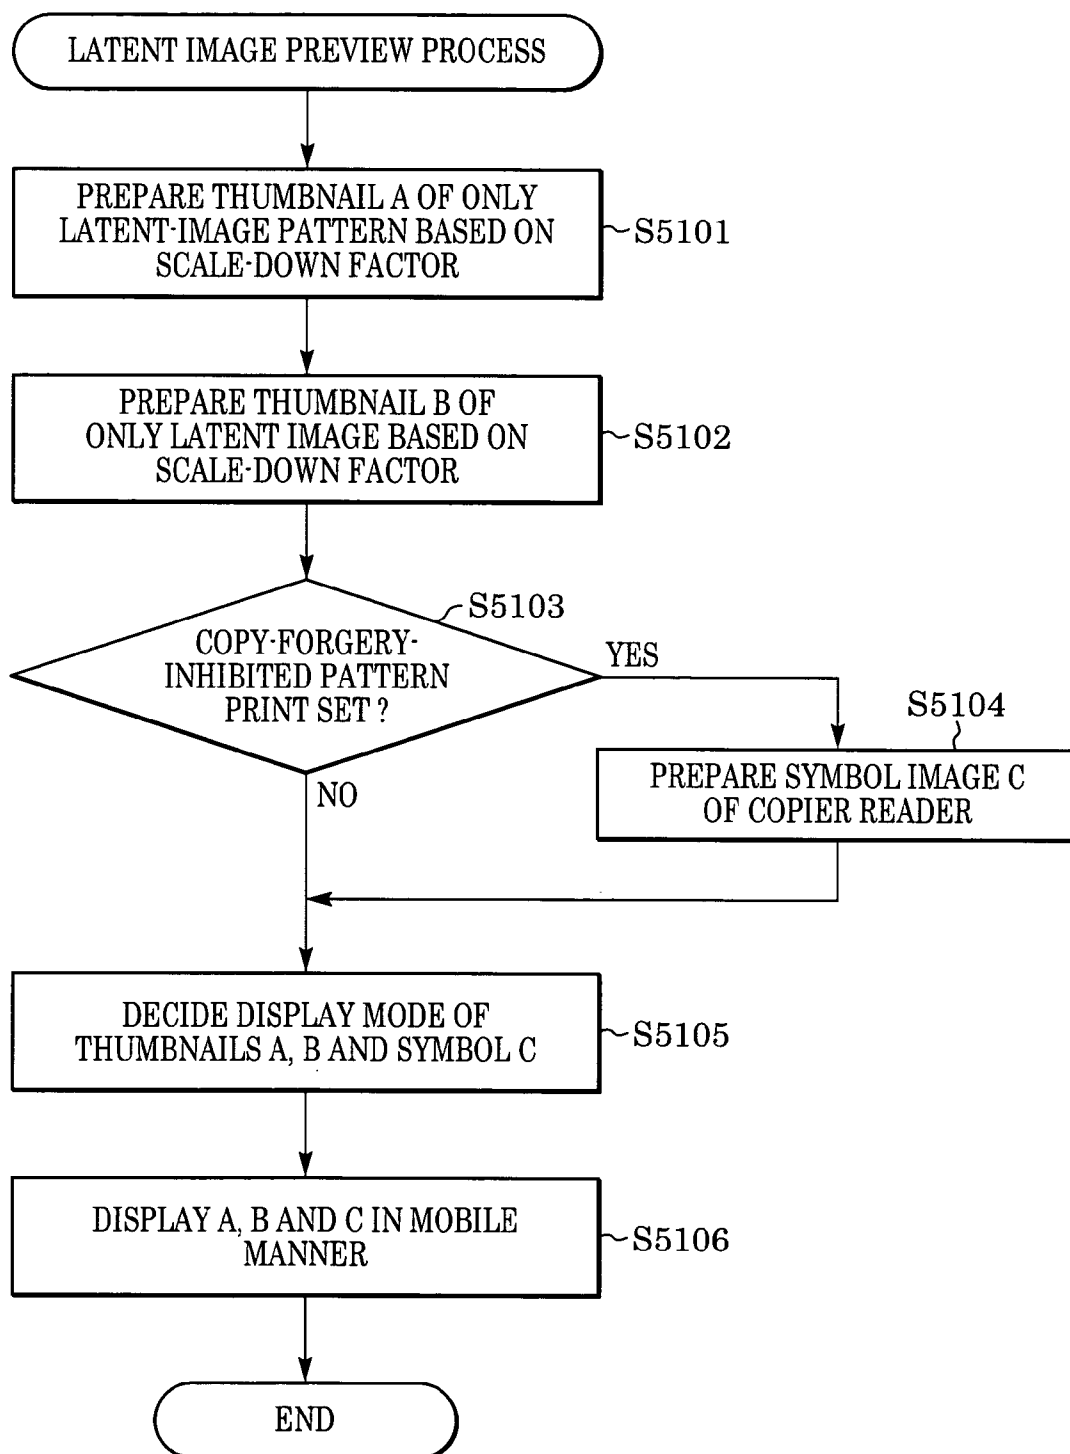 LATENT IMAGE PREVIEW PROCESS
PREPARE THUMBNAIL A OF ONLY
LATENT-IMAGE PATTERN BASED ON
SCALE-DOWN FACTOR
S5101
PREPARE THUMBNAIL B OF
ONLY LATENT IMAGE BASED ON
SCALE-DOWN FACTOR
S5102
S5103
COPY-FORGERY-
INHIBITED PATTERN
PRINT SET ?
YES
NO
S5104
PREPARE SYMBOL IMAGE C
OF COPIER READER
DECIDE DISPLAY MODE OF
THUMBNAILS A, B AND SYMBOL C
S5105
DISPLAY A, B AND C IN MOBILE
MANNER
S5106
END